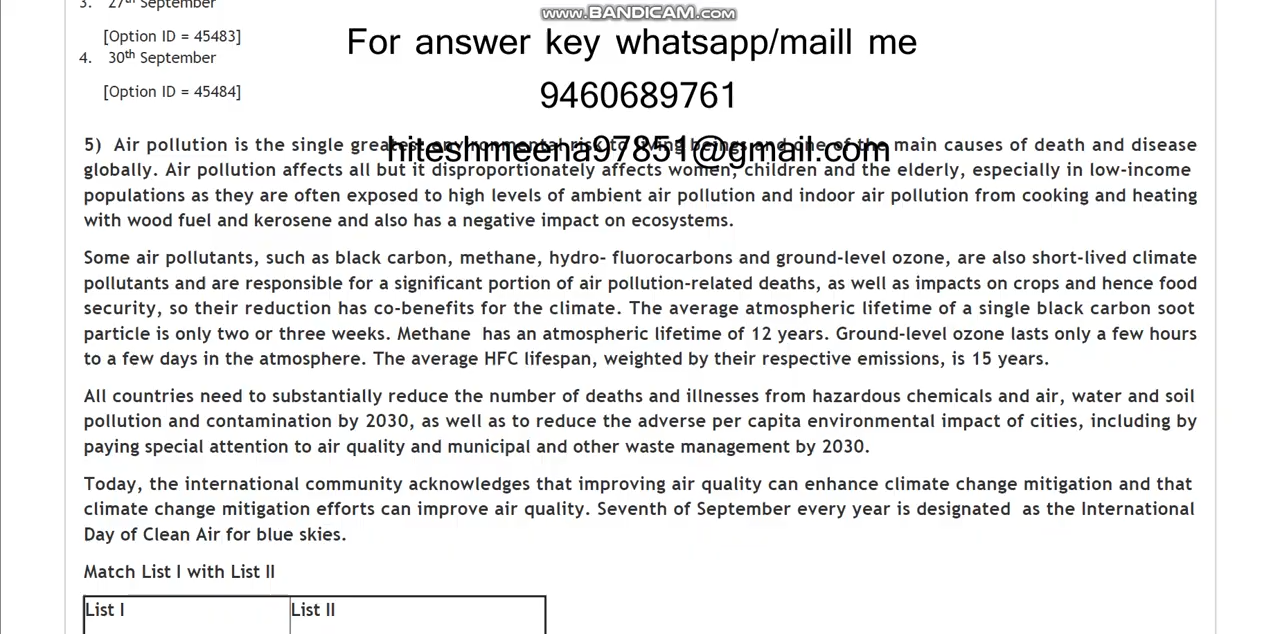 www.BANDICAM.com
3. 27th September
[Option ID = 45483]
4. 30th September
[Option ID = 45484]
For answer key whatsapp/maill me
9460689761
hiteshmeena97851@gmail.com
5) Air pollution is the single greatest environmental risk to living beings and one of the main causes of death and disease
globally. Air pollution affects all but it disproportionately affects women, children and the elderly, especially in low-income
populations as they are often exposed to high levels of ambient air pollution and indoor air pollution from cooking and heating
with wood fuel and kerosene and also has a negative impact on ecosystems.
Some air pollutants, such as black carbon, methane, hydro- fluorocarbons and ground-level ozone, are also short-lived climate
pollutants and are responsible for a significant portion of air pollution-related deaths, as well as impacts on crops and hence food
security, so their reduction has co-benefits for the climate. The average atmospheric lifetime of a single black carbon soot
particle is only two or three weeks. Methane has an atmospheric lifetime of 12 years. Ground-level ozone lasts only a few hours
to a few days in the atmosphere. The average HFC lifespan, weighted by their respective emissions, is 15 years.
All countries need to substantially reduce the number of deaths and illnesses from hazardous chemicals and air, water and soil
pollution and contamination by 2030, as well as to reduce the adverse per capita environmental impact of cities, including by
paying special attention to air quality and municipal and other waste management by 2030.
Today, the international community acknowledges that improving air quality can enhance climate change mitigation and that
climate change mitigation efforts can improve air quality. Seventh of September every year is designated as the International
Day of Clean Air for blue skies.
Match List I with List II
List I
List II